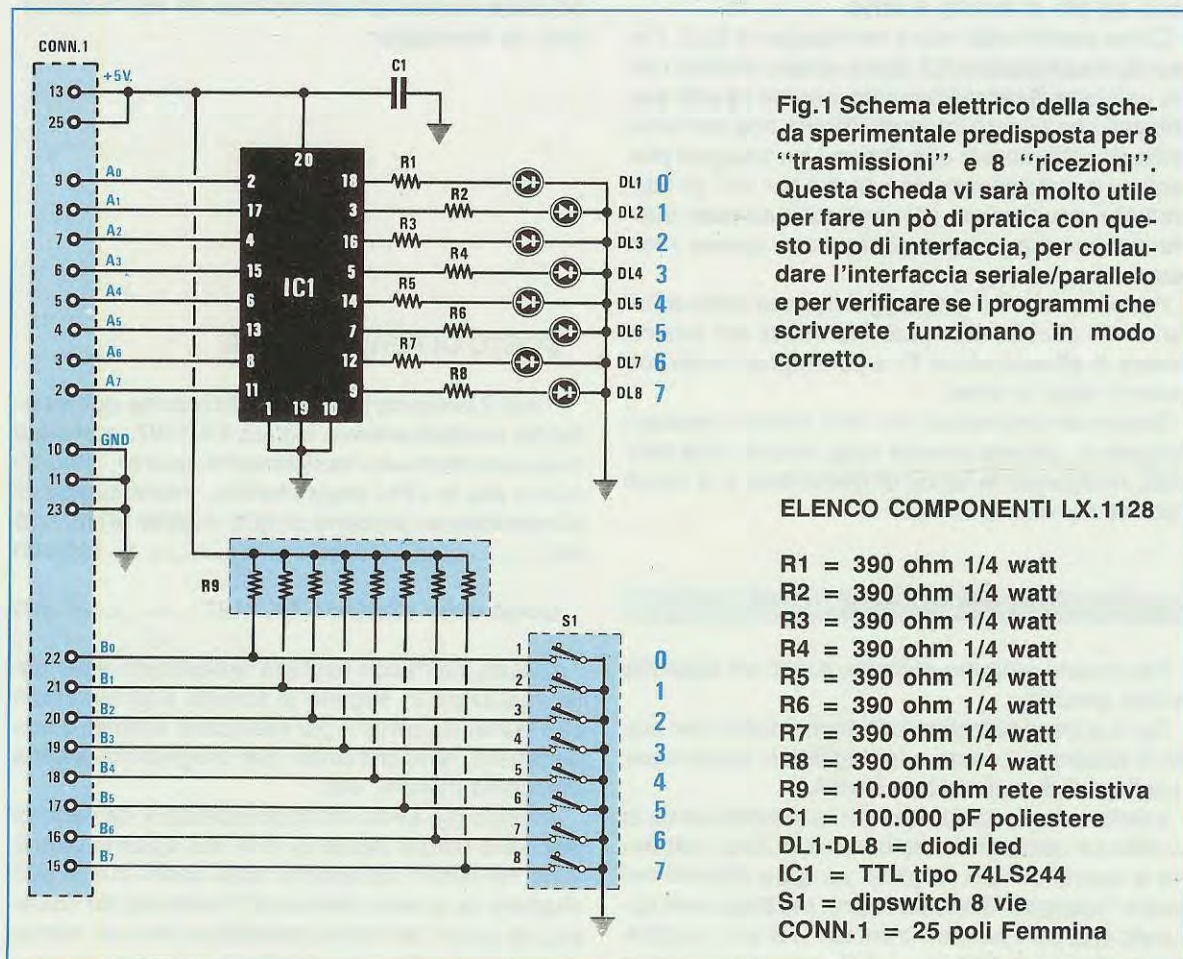 CONN.1
+5V.
C1
13
25
20
9 A0 2 18 R1 DL1 0
8 A1 17 3 R2 DL2 1
7 A2 4 16 R3 DL3 2
6 A3 15 5 R4 DL4 3
IC1
5 A4 6 14 R5 DL5 4
4 A5 13 7 R6 DL6 5
3 A6 8 12 R7 DL7 6
2 A7 11 9 R8 DL8 7
1 19 10
10 GND
11
23
R9
S1
22 B0 1 0
21 B1 2 1
20 B2 3 2
19 B3 4 3
18 B4 5 4
17 B5 6 5
16 B6 7 6
15 B7 8 7
Fig.1 Schema elettrico della sche-
da sperimentale predisposta per 8
‘‘trasmissioni’’ e 8 ‘‘ricezioni’’.
Questa scheda vi sarà molto utile
per fare un pò di pratica con que-
sto tipo di interfaccia, per collau-
dare l’interfaccia seriale/parallelo
e per verificare se i programmi che
scriverete funzionano in modo
corretto.
ELENCO COMPONENTI LX.1128
R1 = 390 ohm 1/4 watt
R2 = 390 ohm 1/4 watt
R3 = 390 ohm 1/4 watt
R4 = 390 ohm 1/4 watt
R5 = 390 ohm 1/4 watt
R6 = 390 ohm 1/4 watt
R7 = 390 ohm 1/4 watt
R8 = 390 ohm 1/4 watt
R9 = 10.000 ohm rete resistiva
C1 = 100.000 pF poliestere
DL1-DL8 = diodi led
IC1 = TTL tipo 74LS244
S1 = dipswitch 8 vie
CONN.1 = 25 poli Femmina